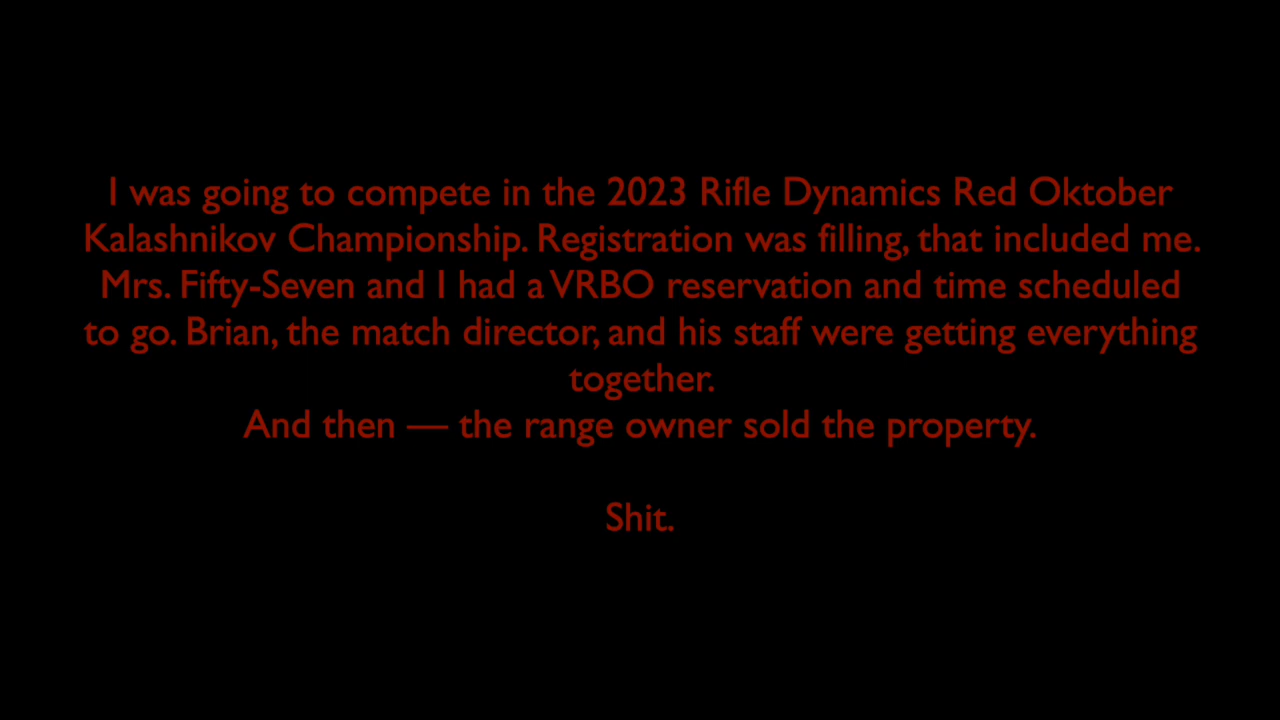 I was going to compete in the 2023 Rifle Dynamics Red Oktober
Kalashnikov Championship. Registration was filling, that included me.
Mrs. Fifty-Seven and I had a VRBO reservation and time scheduled
to go. Brian, the match director, and his staff were getting everything
together.
And then — the range owner sold the property.
Shit.